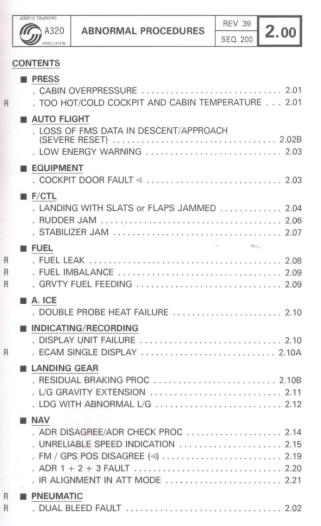 AIRBUS TRAINING
A320
SIMULATOR
ABNORMAL PROCEDURES
REV 39
SEQ 200
2.00
CONTENTS
■ PRESS
. CABIN OVERPRESSURE .......................... 2.01
R . TOO HOT/COLD COCKPIT AND CABIN TEMPERATURE ... 2.01
■ AUTO FLIGHT
. LOSS OF FMS DATA IN DESCENT/APPROACH
(SEVERE RESET) .......................... 2.02B
. LOW ENERGY WARNING .......................... 2.03
■ EQUIPMENT
. COCKPIT DOOR FAULT ⊲ .......................... 2.03
■ F/CTL
. LANDING WITH SLATS or FLAPS JAMMED ............ 2.04
. RUDDER JAM .......................... 2.06
. STABILIZER JAM .......................... 2.07
■ FUEL
R . FUEL LEAK .......................... 2.08
R . FUEL IMBALANCE .......................... 2.09
R . GRVTY FUEL FEEDING .......................... 2.09
■ A. ICE
. DOUBLE PROBE HEAT FAILURE .......................... 2.10
■ INDICATING/RECORDING
. DISPLAY UNIT FAILURE .......................... 2.10
R . ECAM SINGLE DISPLAY .......................... 2.10A
■ LANDING GEAR
. RESIDUAL BRAKING PROC .......................... 2.10B
. L/G GRAVITY EXTENSION .......................... 2.11
. LDG WITH ABNORMAL L/G .......................... 2.12
■ NAV
. ADR DISAGREE/ADR CHECK PROC .......................... 2.14
. UNRELIABLE SPEED INDICATION .......................... 2.15
. FM / GPS POS DISAGREE (⊲) .......................... 2.19
. ADR 1 + 2 + 3 FAULT .......................... 2.20
. IR ALIGNMENT IN ATT MODE .......................... 2.21
R ■ PNEUMATIC
R . DUAL BLEED FAULT .......................... 2.02